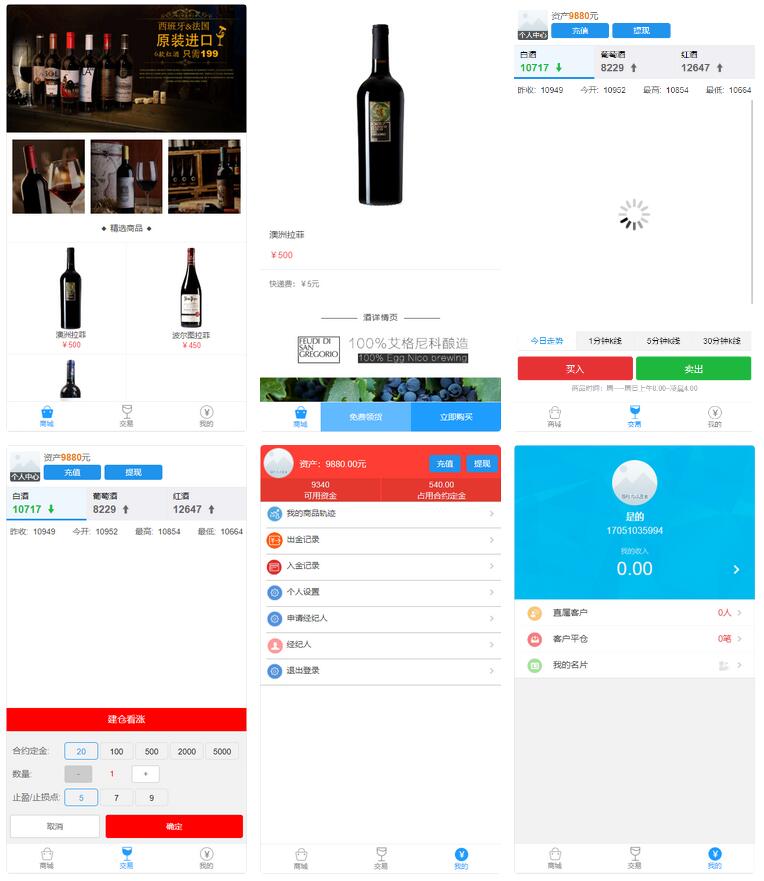 西班牙&法国
原装进口
6款红酒 只需199
◆ 精选商品 ◆
澳洲拉菲
￥500
波尔图拉菲
￥450
商城
交易
我的
澳洲拉菲
￥500
快递费：￥5元
酒详情页
FEUDI DI
SAN
GREGORIO
100%艾格尼科酿造
100% Egg Nico brewing
商城
免费领货
立即购买
资产9880元
个人中心
充值
提现
白酒
10717
葡萄酒
8229
红酒
12647
昨收: 10949
今开: 10952
最高: 10854
最低: 10664
今日走势
1分钟k线
5分钟k线
30分钟k线
买入
卖出
商品时间：周一—周日上午8:00-凌晨4:00
商城
交易
我的
资产9880元
个人中心
充值
提现
白酒
10717
葡萄酒
8229
红酒
12647
昨收: 10949
今开: 10952
最高: 10854
最低: 10664
建仓看涨
合约定金:
20
100
500
2000
5000
数量:
-
1
+
止盈/止损点:
5
7
9
取消
确定
商城
交易
我的
资产：9880.00元
充值
提现
9340
可用资金
540.00
占用合约定金
我的商品轨迹
出金记录
入金记录
个人设置
申请经纪人
经纪人
退出登录
商城
交易
我的
是的
17051035994
我的收入
0.00
直属客户
0人
客户平仓
0笔
我的名片
商城
交易
我的